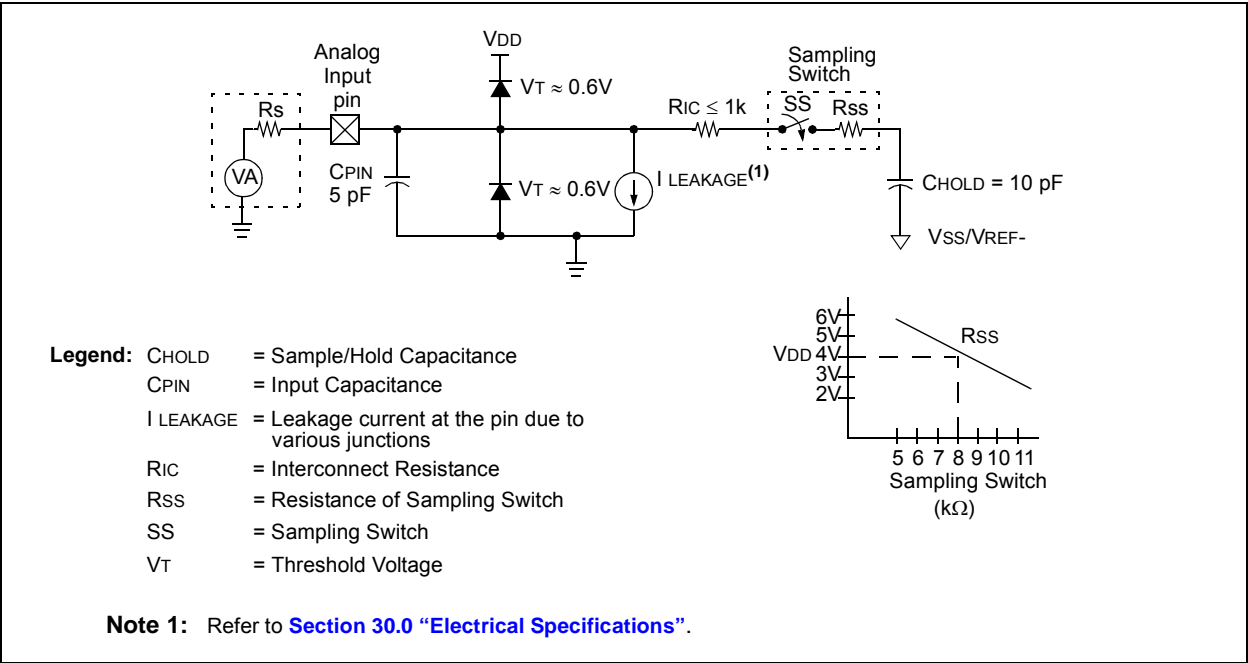 VDD
Analog
Input
pin
VT ≈ 0.6V
Sampling
Switch
Rs
RIC ≤ 1k
SS
Rss
VA
CPIN
5 pF
VT ≈ 0.6V
I LEAKAGE(1)
CHOLD = 10 pF
VSS/VREF-
6V
5V
VDD 4V
3V
2V
RSS
5 6 7 8 9 10 11
Sampling Switch
(kΩ)
Legend: CHOLD = Sample/Hold Capacitance
CPIN = Input Capacitance
I LEAKAGE = Leakage current at the pin due to
various junctions
RIC = Interconnect Resistance
RSS = Resistance of Sampling Switch
SS = Sampling Switch
VT = Threshold Voltage
Note 1: Refer to Section 30.0 “Electrical Specifications”.